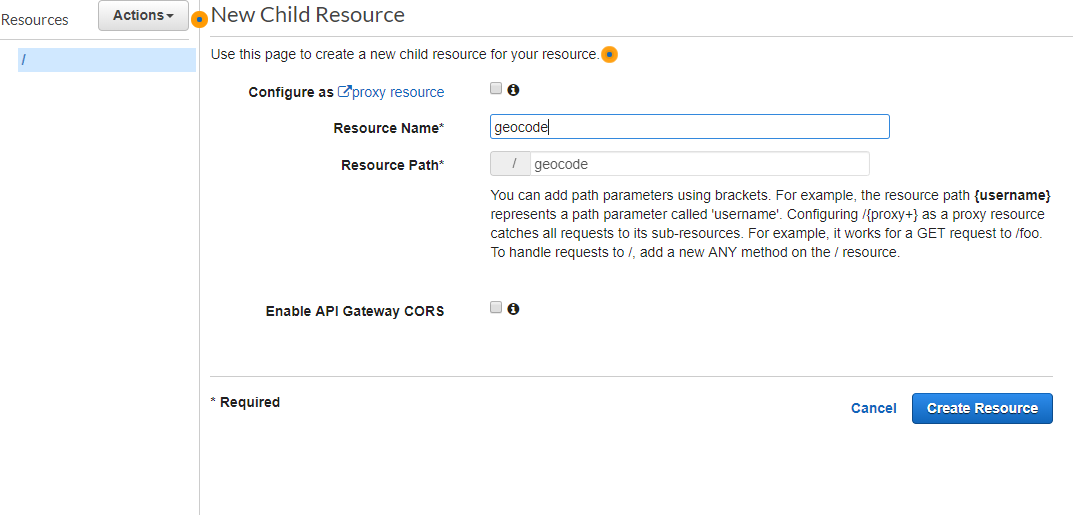 Resources
Actions
/
New Child Resource
Use this page to create a new child resource for your resource.
Configure as proxy resource
Resource Name*
geocode
Resource Path*
/ geocode
You can add path parameters using brackets. For example, the resource path {username}
represents a path parameter called 'username'. Configuring /{proxy+} as a proxy resource
catches all requests to its sub-resources. For example, it works for a GET request to /foo.
To handle requests to /, add a new ANY method on the / resource.
Enable API Gateway CORS
* Required
Cancel
Create Resource